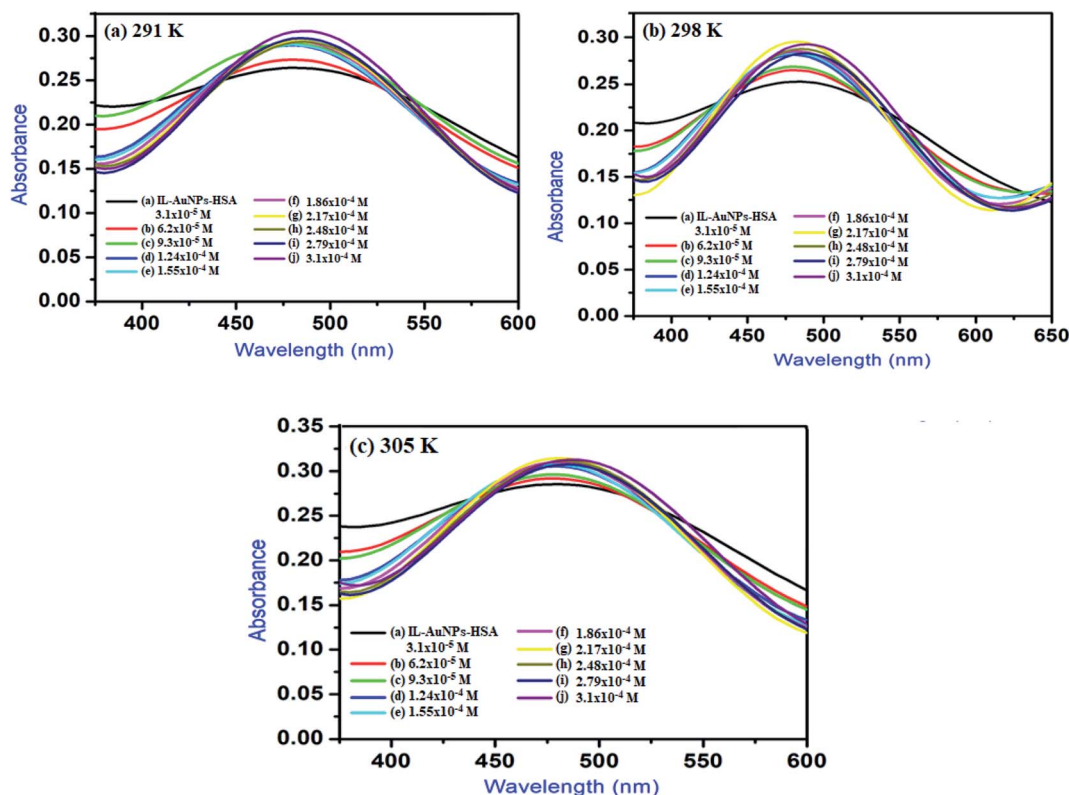 (a) 291 K
0.30
0.25
0.20
0.15
0.10
0.05
0.00
Absorbance
(a) IL-AuNPs-HSA
3.1x10⁻⁵ M
(b) 6.2x10⁻⁵ M
(c) 9.3x10⁻⁵ M
(d) 1.24x10⁻⁴ M
(e) 1.55x10⁻⁴ M
(f) 1.86x10⁻⁴ M
(g) 2.17x10⁻⁴ M
(h) 2.48x10⁻⁴ M
(i) 2.79x10⁻⁴ M
(j) 3.1x10⁻⁴ M
400 450 500 550 600
Wavelength (nm)
(b) 298 K
0.30
0.25
0.20
0.15
0.10
0.05
0.00
Absorbance
(a) IL-AuNPs-HSA
3.1x10⁻⁵ M
(b) 6.2x10⁻⁵ M
(c) 9.3x10⁻⁵ M
(d) 1.24x10⁻⁴ M
(e) 1.55x10⁻⁴ M
(f) 1.86x10⁻⁴ M
(g) 2.17x10⁻⁴ M
(h) 2.48x10⁻⁴ M
(i) 2.79x10⁻⁴ M
(j) 3.1x10⁻⁴ M
400 450 500 550 600 650
Wavelength (nm)
(c) 305 K
0.35
0.30
0.25
0.20
0.15
0.10
0.05
0.00
Absorbance
(a) IL-AuNPs-HSA
3.1x10⁻⁵ M
(b) 6.2x10⁻⁵ M
(c) 9.3x10⁻⁵ M
(d) 1.24x10⁻⁴ M
(e) 1.55x10⁻⁴ M
(f) 1.86x10⁻⁴ M
(g) 2.17x10⁻⁴ M
(h) 2.48x10⁻⁴ M
(i) 2.79x10⁻⁴ M
(j) 3.1x10⁻⁴ M
400 450 500 550 600
Wavelength (nm)